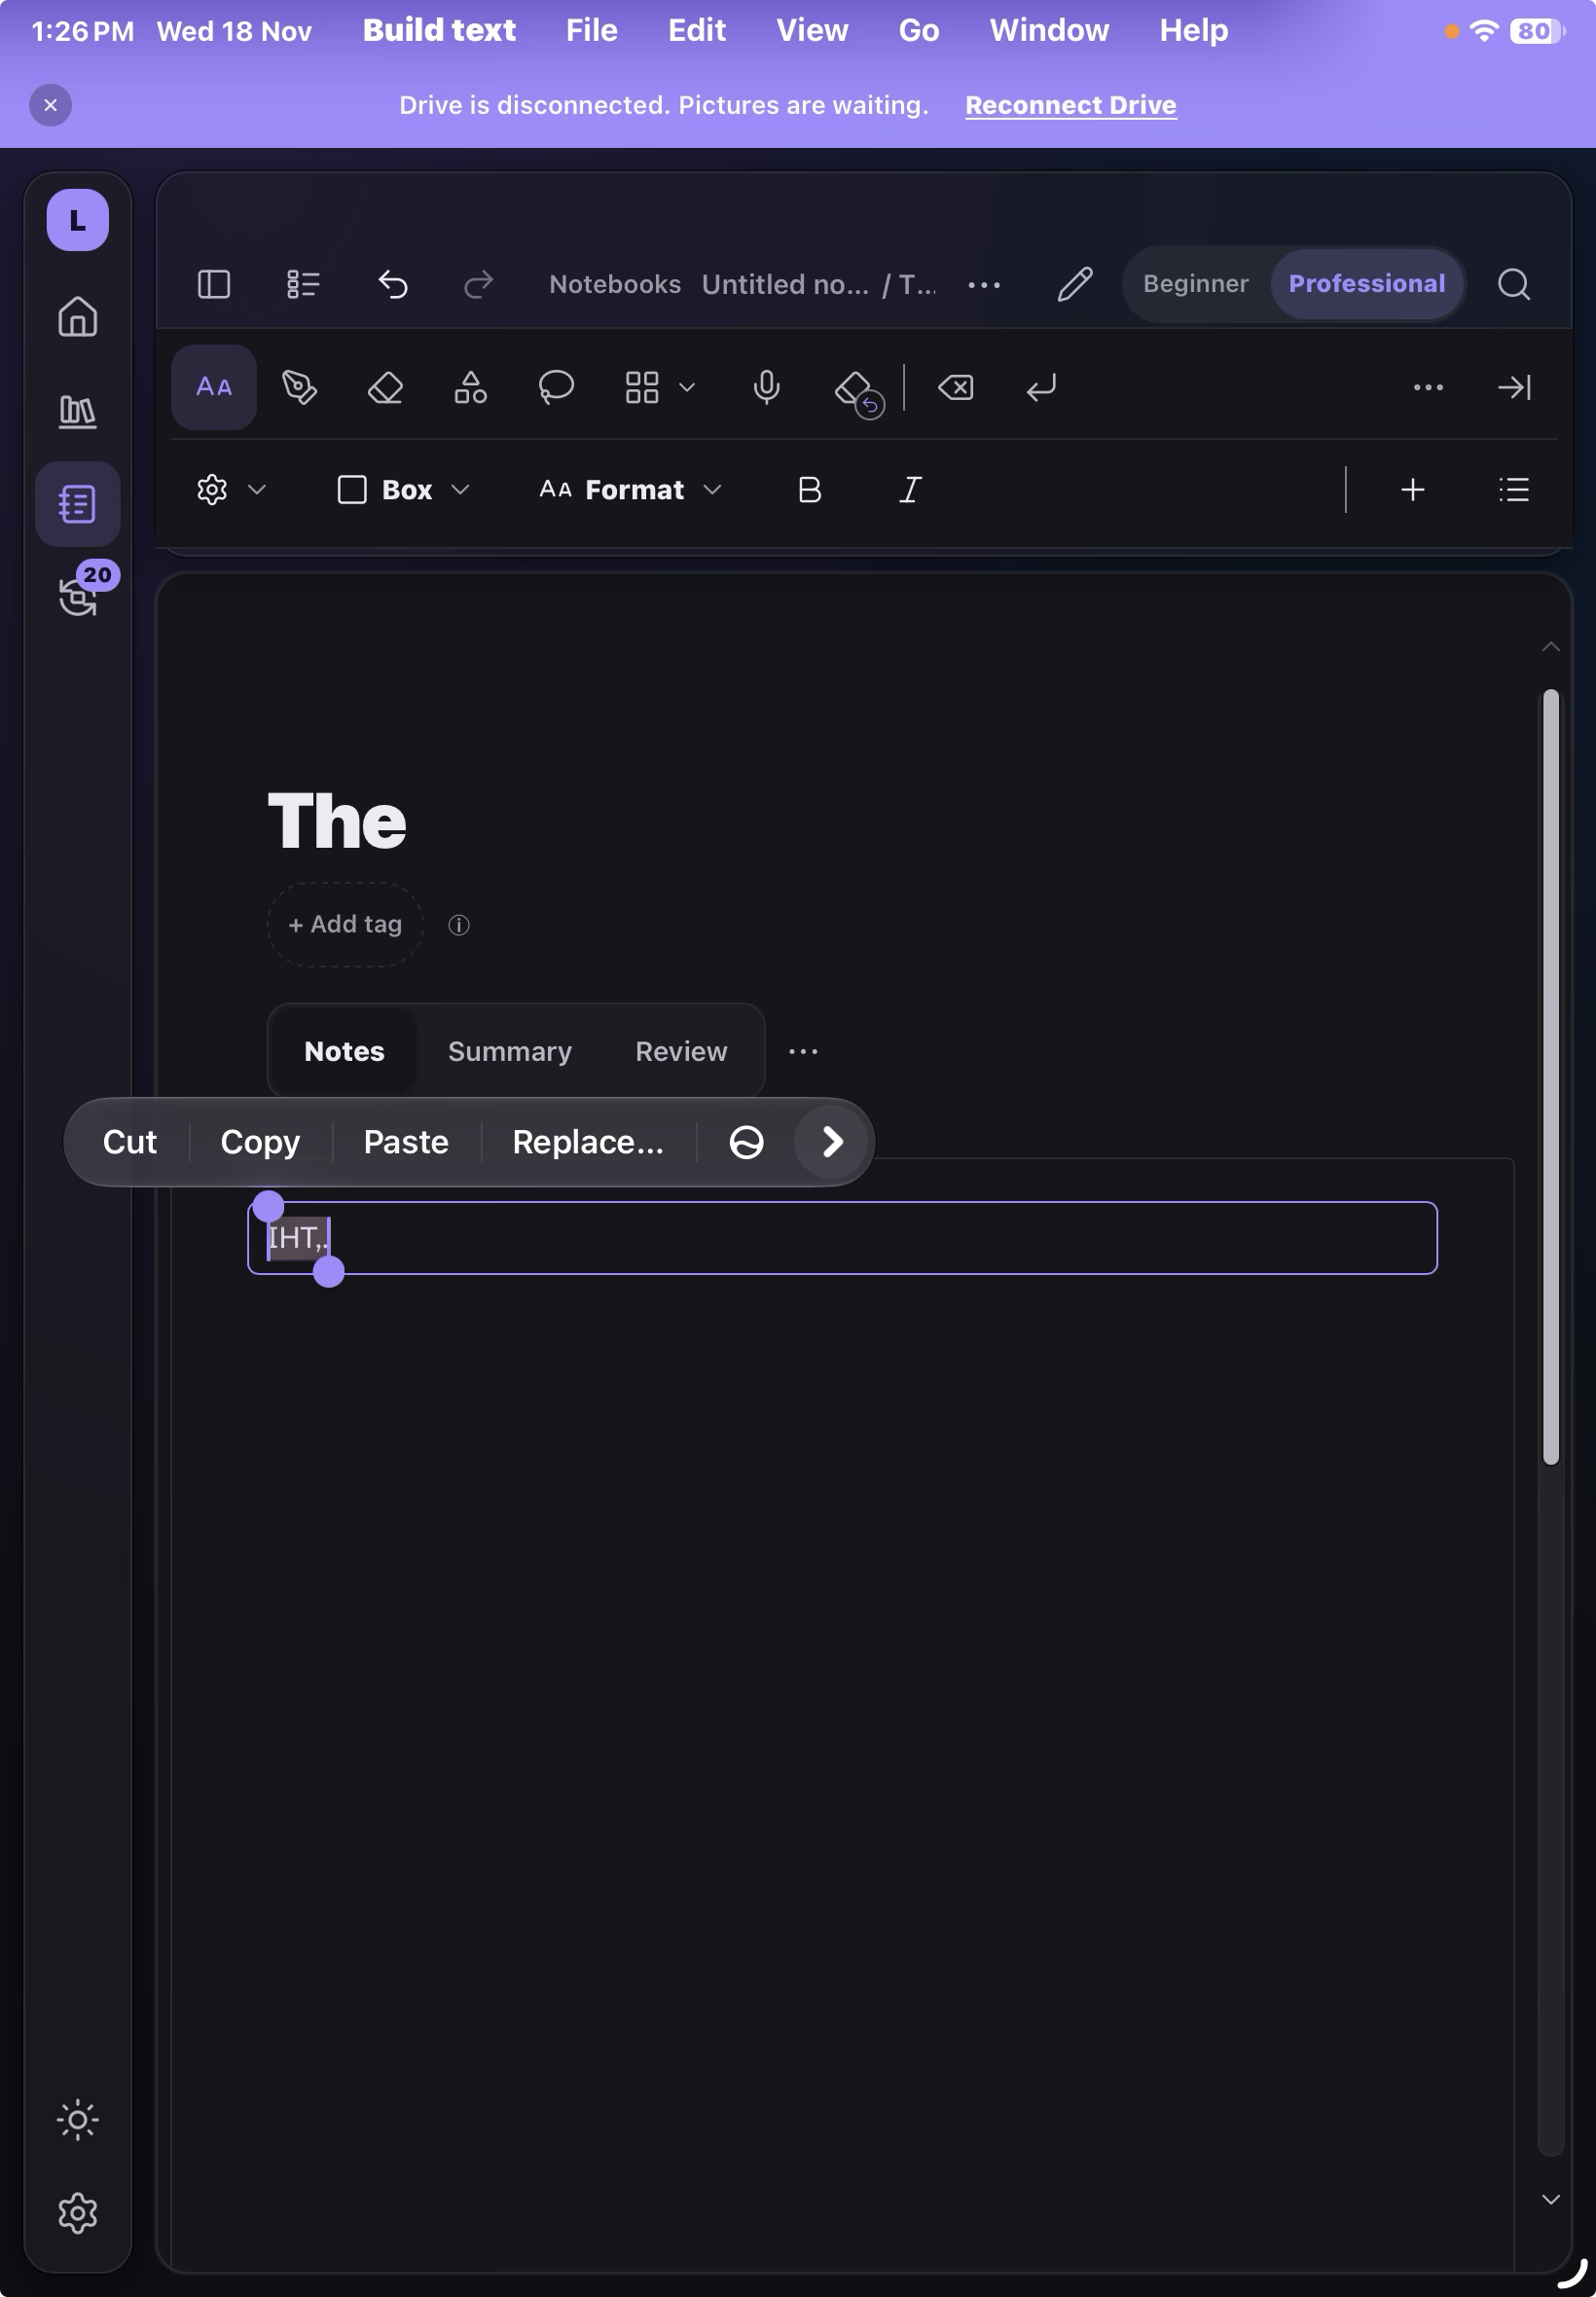 1:26 PM Wed 18 Nov Build text File Edit View Go Window Help 80
Drive is disconnected. Pictures are waiting. Reconnect Drive
L
Notebooks Untitled no... / T... Beginner Professional
AA
Box AA Format B I
20
The
+ Add tag
Notes Summary Review
Cut Copy Paste Replace...
IHT,.